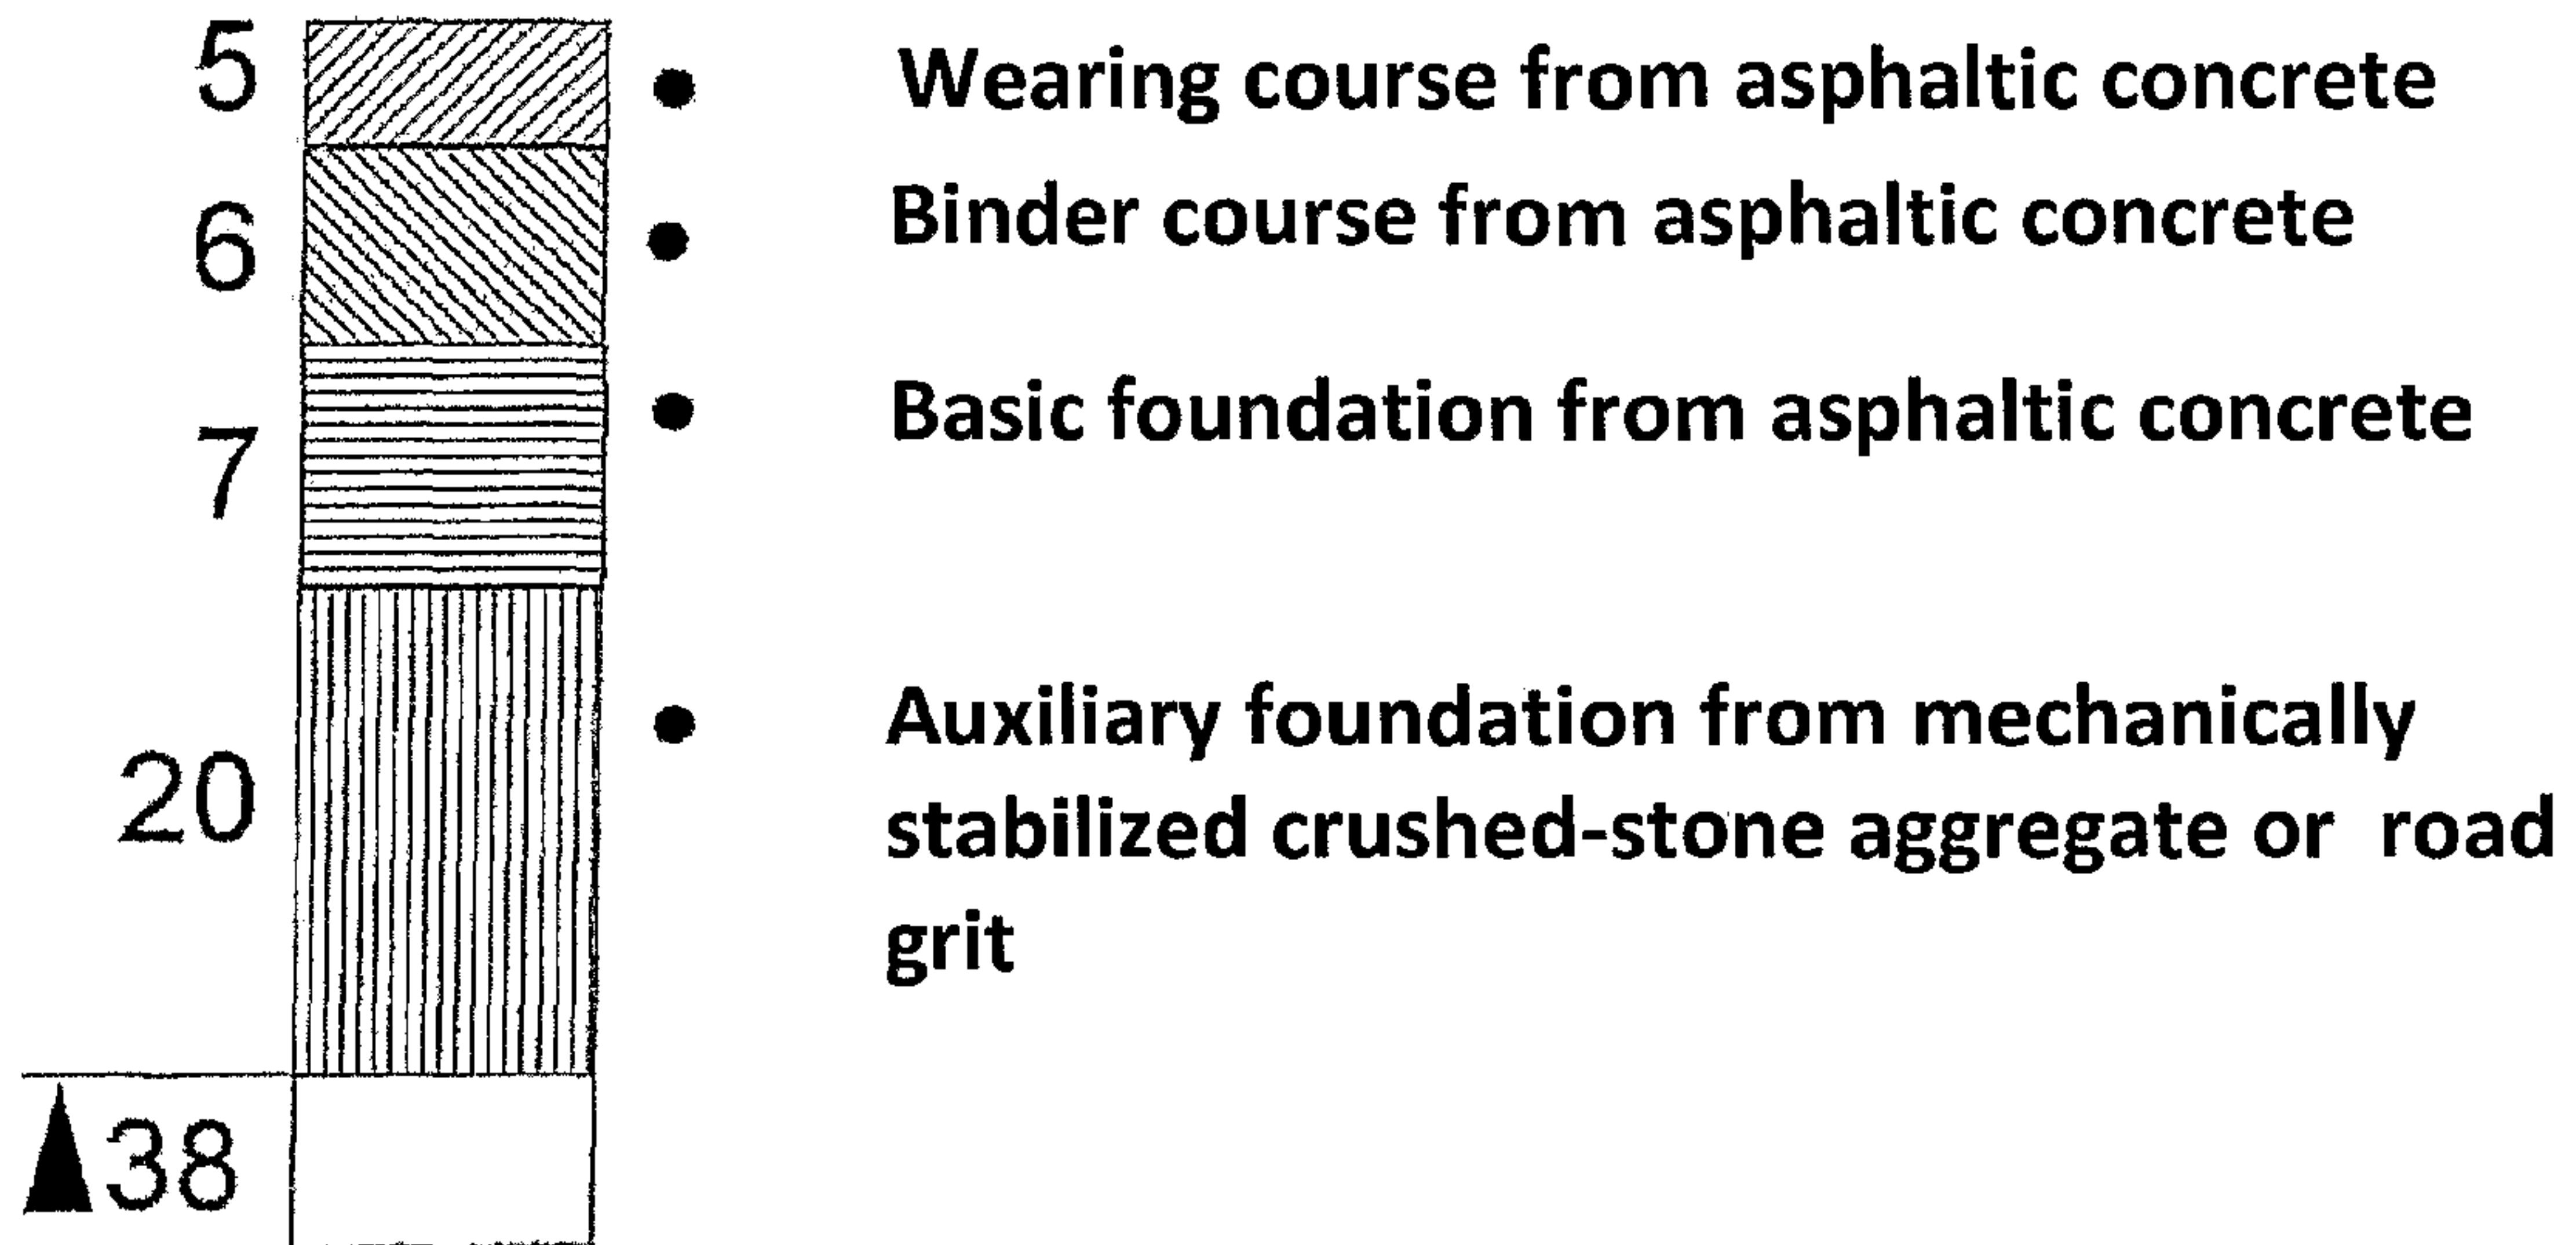 5 • Wearing course from asphaltic concrete
6 • Binder course from asphaltic concrete
7 • Basic foundation from asphaltic concrete
20 • Auxiliary foundation from mechanically
stabilized crushed-stone aggregate or road
grit
▲38